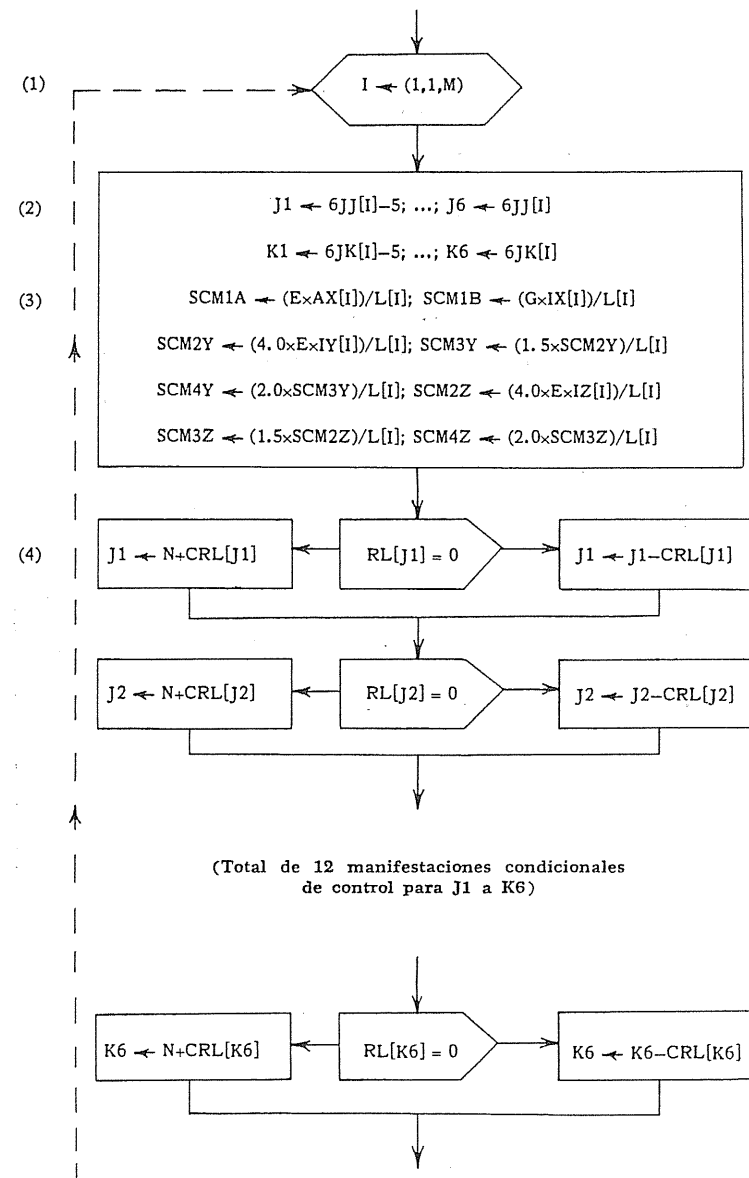 (1) I ← (1,1,M)
(2) J1 ← 6JJ[I]−5; ...; J6 ← 6JJ[I]
K1 ← 6JK[I]−5; ...; K6 ← 6JK[I]
(3) SCM1A ← (E×AX[I])/L[I]; SCM1B ← (G×IX[I])/L[I]
SCM2Y ← (4.0×E×IY[I])/L[I]; SCM3Y ← (1.5×SCM2Y)/L[I]
SCM4Y ← (2.0×SCM3Y)/L[I]; SCM2Z ← (4.0×E×IZ[I])/L[I]
SCM3Z ← (1.5×SCM2Z)/L[I]; SCM4Z ← (2.0×SCM3Z)/L[I]
(4) J1 ← N+CRL[J1] RL[J1] = 0 J1 ← J1−CRL[J1]
J2 ← N+CRL[J2] RL[J2] = 0 J2 ← J2−CRL[J2]
(Total de 12 manifestaciones condicionales
de control para J1 a K6)
K6 ← N+CRL[K6] RL[K6] = 0 K6 ← K6−CRL[K6]